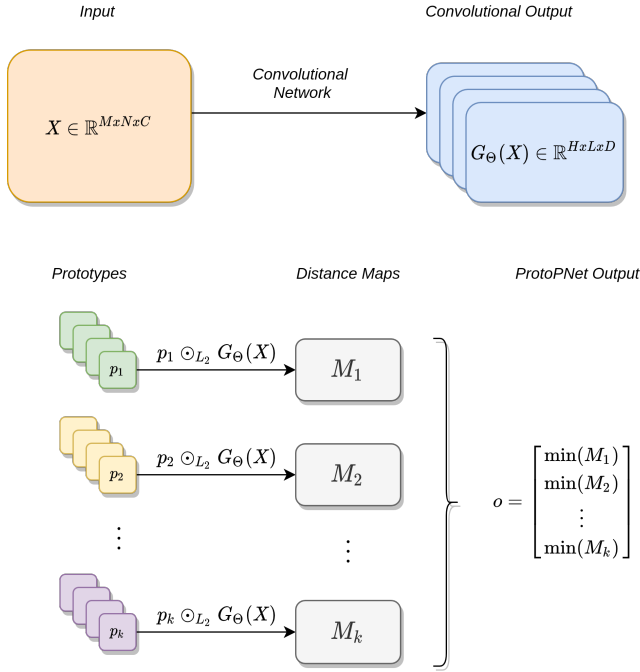 Input
Convolutional Output
Convolutional
Network
X ∈ ℝ^{MxNxC}
G_Θ(X) ∈ ℝ^{HxLxD}
Prototypes
Distance Maps
ProtoPNet Output
p_1
p_1 ⊙_{L_2} G_Θ(X)
M_1
p_2
p_2 ⊙_{L_2} G_Θ(X)
M_2
⋮
⋮
p_k
p_k ⊙_{L_2} G_Θ(X)
M_k
o =
min(M_1)
min(M_2)
⋮
min(M_k)